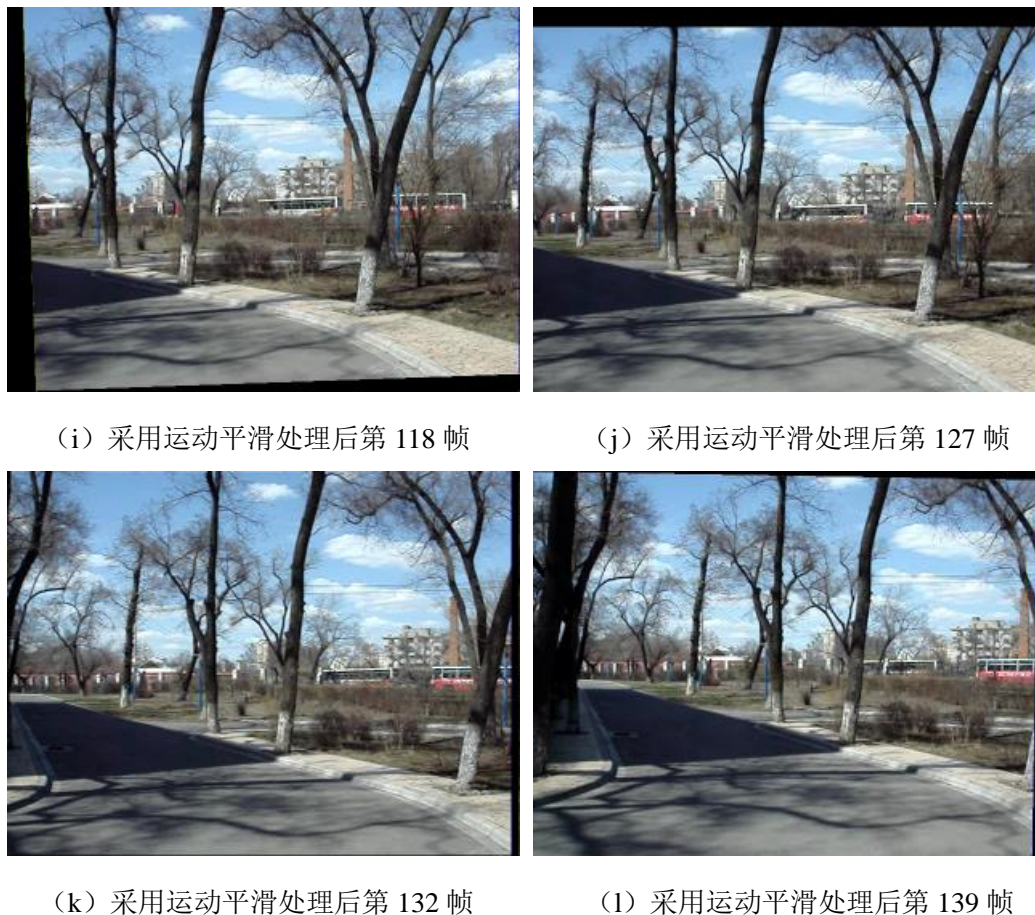 （i）采用运动平滑处理后第 118 帧
（j）采用运动平滑处理后第 127 帧
（k）采用运动平滑处理后第 132 帧
（l）采用运动平滑处理后第 139 帧